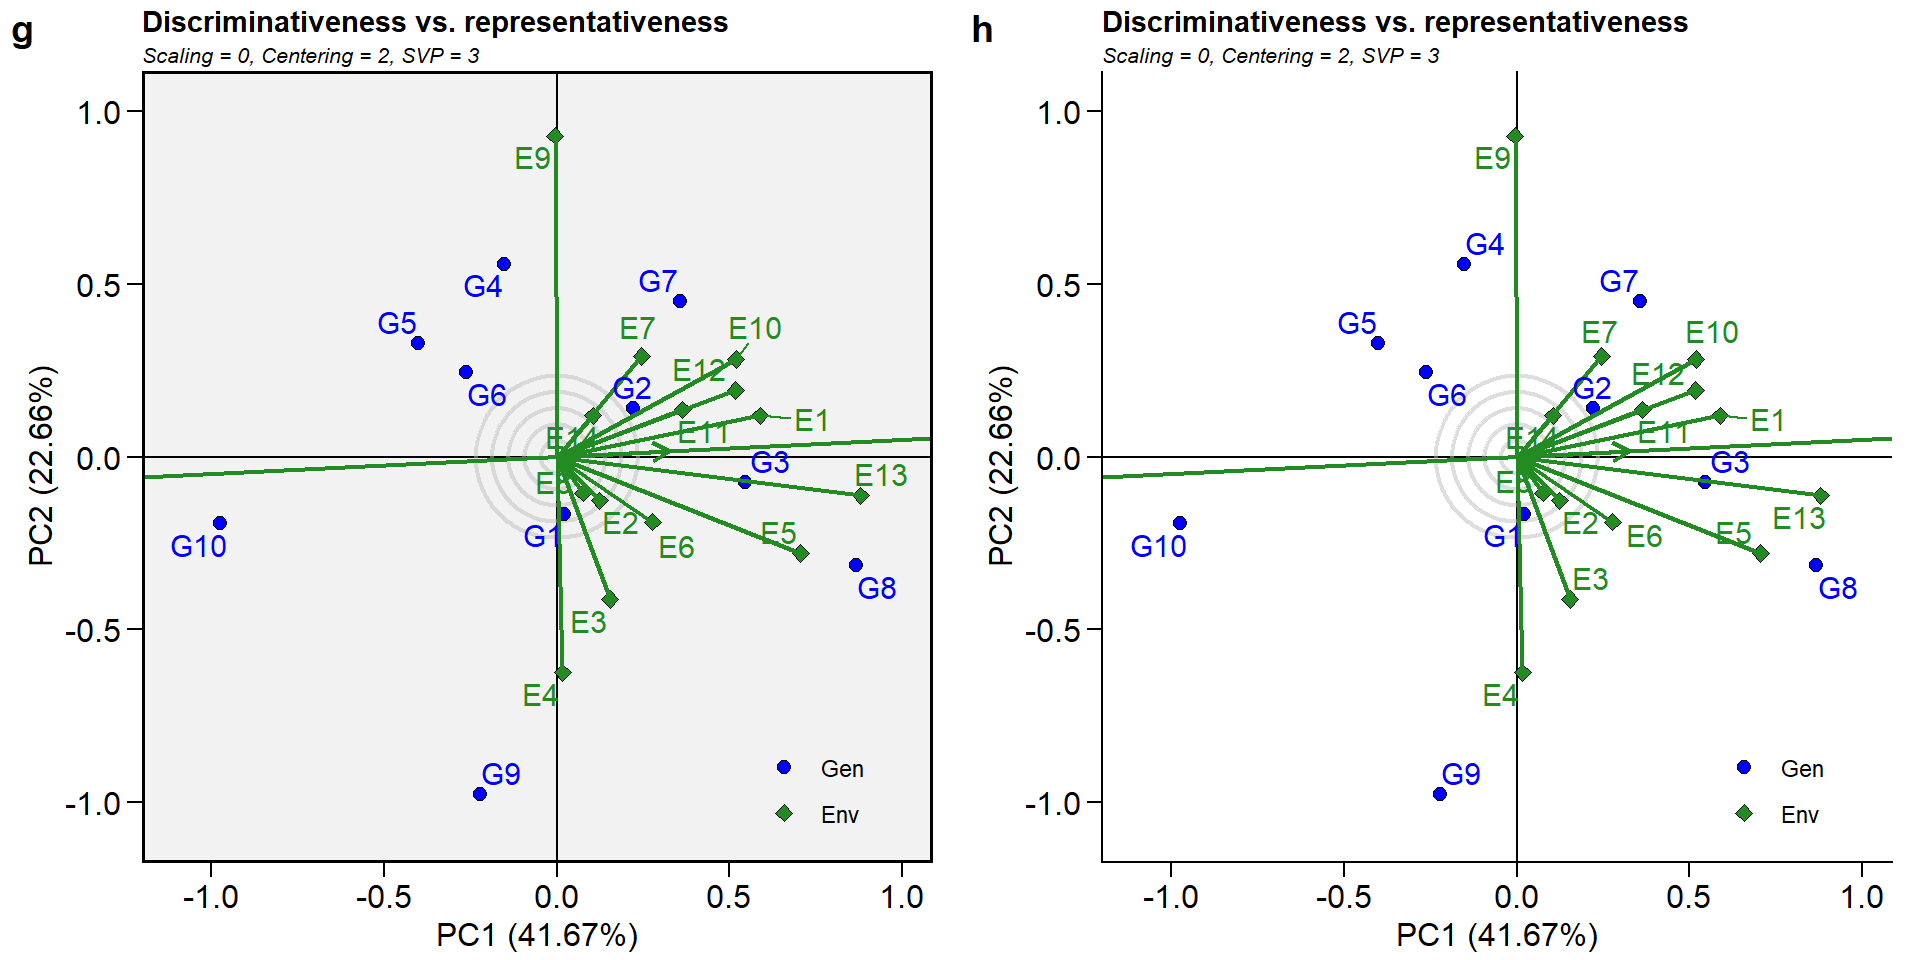 g
Discriminativeness vs. representativeness
Scaling = 0, Centering = 2, SVP = 3
1.0
0.5
0.0
-0.5
-1.0
PC2 (22.66%)
E9
G4
G7
G5
E7
E10
E12
G6
G2
E1
E11
G3
E13
G1
E2
E5
E6
G10
G8
E3
E4
G9
Gen
Env
-1.0
-0.5
0.0
0.5
1.0
PC1 (41.67%)
h
Discriminativeness vs. representativeness
Scaling = 0, Centering = 2, SVP = 3
1.0
0.5
0.0
-0.5
-1.0
PC2 (22.66%)
E9
G4
G7
G5
E7
E10
E12
G6
G2
E1
E11
G3
E13
G1
E2
E5
E6
G10
G8
E3
E4
G9
Gen
Env
-1.0
-0.5
0.0
0.5
1.0
PC1 (41.67%)